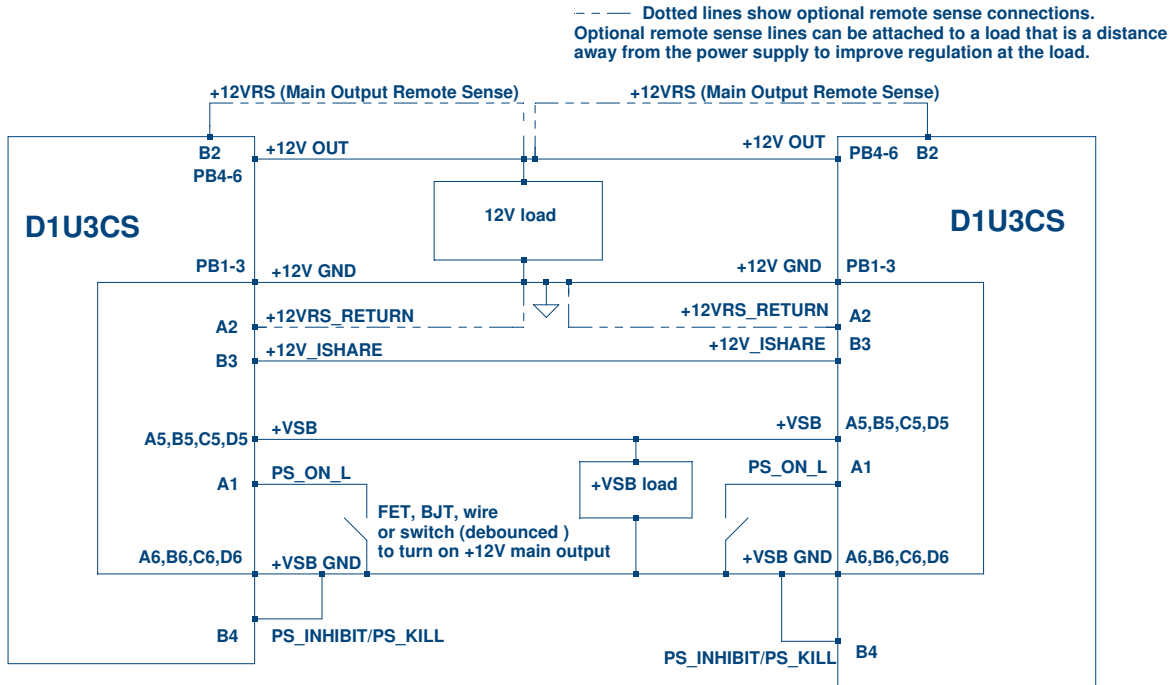 Dotted lines show optional remote sense connections.
Optional remote sense lines can be attached to a load that is a distance
away from the power supply to improve regulation at the load.
+12VRS (Main Output Remote Sense)
+12VRS (Main Output Remote Sense)
B2
+12V OUT
+12V OUT
PB4-6
B2
PB4-6
D1U3CS
12V load
D1U3CS
PB1-3
+12V GND
+12V GND
PB1-3
A2
+12VRS_RETURN
+12VRS_RETURN
A2
B3
+12V_ISHARE
+12V_ISHARE
B3
A5,B5,C5,D5
+VSB
+VSB
A5,B5,C5,D5
A1
PS_ON_L
+VSB load
PS_ON_L
A1
FET, BJT, wire
or switch (debounced )
to turn on +12V main output
A6,B6,C6,D6
+VSB GND
+VSB GND
A6,B6,C6,D6
B4
PS_INHIBIT/PS_KILL
PS_INHIBIT/PS_KILL
B4